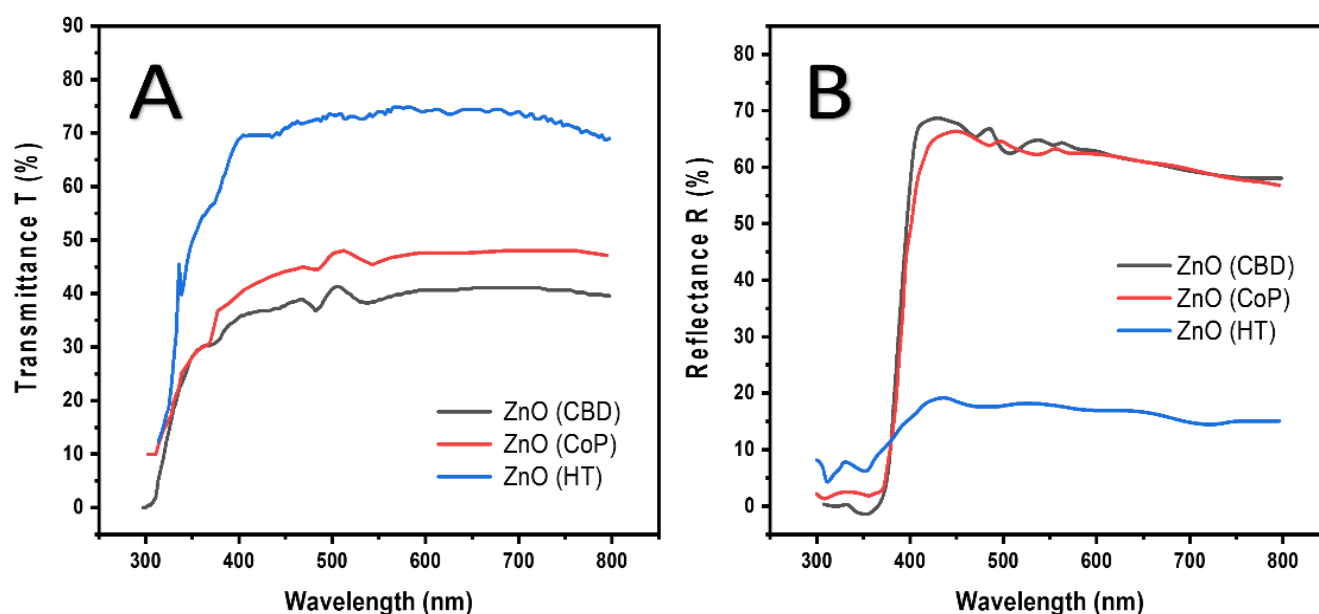 A
Transmittance T (%)
90
80
70
60
50
40
30
20
10
0
ZnO (CBD)
ZnO (CoP)
ZnO (HT)
300 400 500 600 700 800
Wavelength (nm)
B
Reflectance R (%)
80
70
60
50
40
30
20
10
0
ZnO (CBD)
ZnO (CoP)
ZnO (HT)
300 400 500 600 700 800
Wavelength (nm)